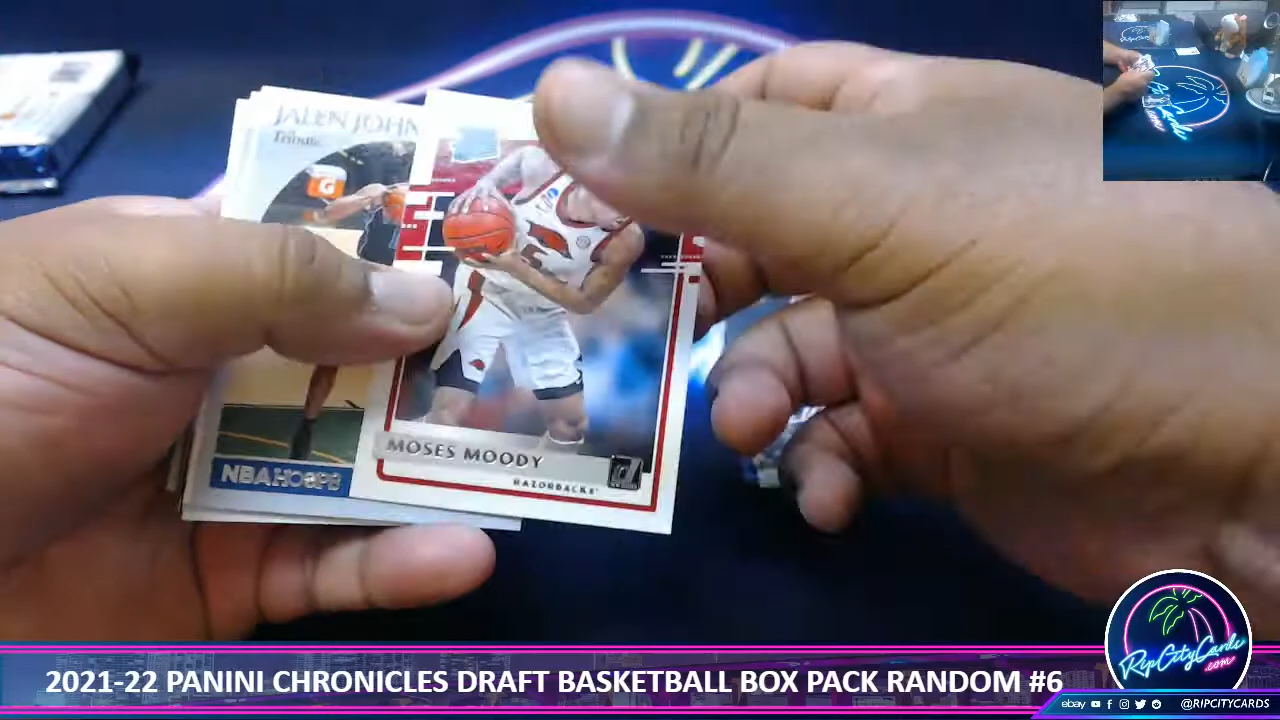 JALEN JOHN
Tribute
G
5
MOSES MOODY
RAZORBACKS
NBA HOOPS
RipCityCards
.com
2021-22 PANINI CHRONICLES DRAFT BASKETBALL BOX PACK RANDOM #6
ebay
@RIPCITYCARDS